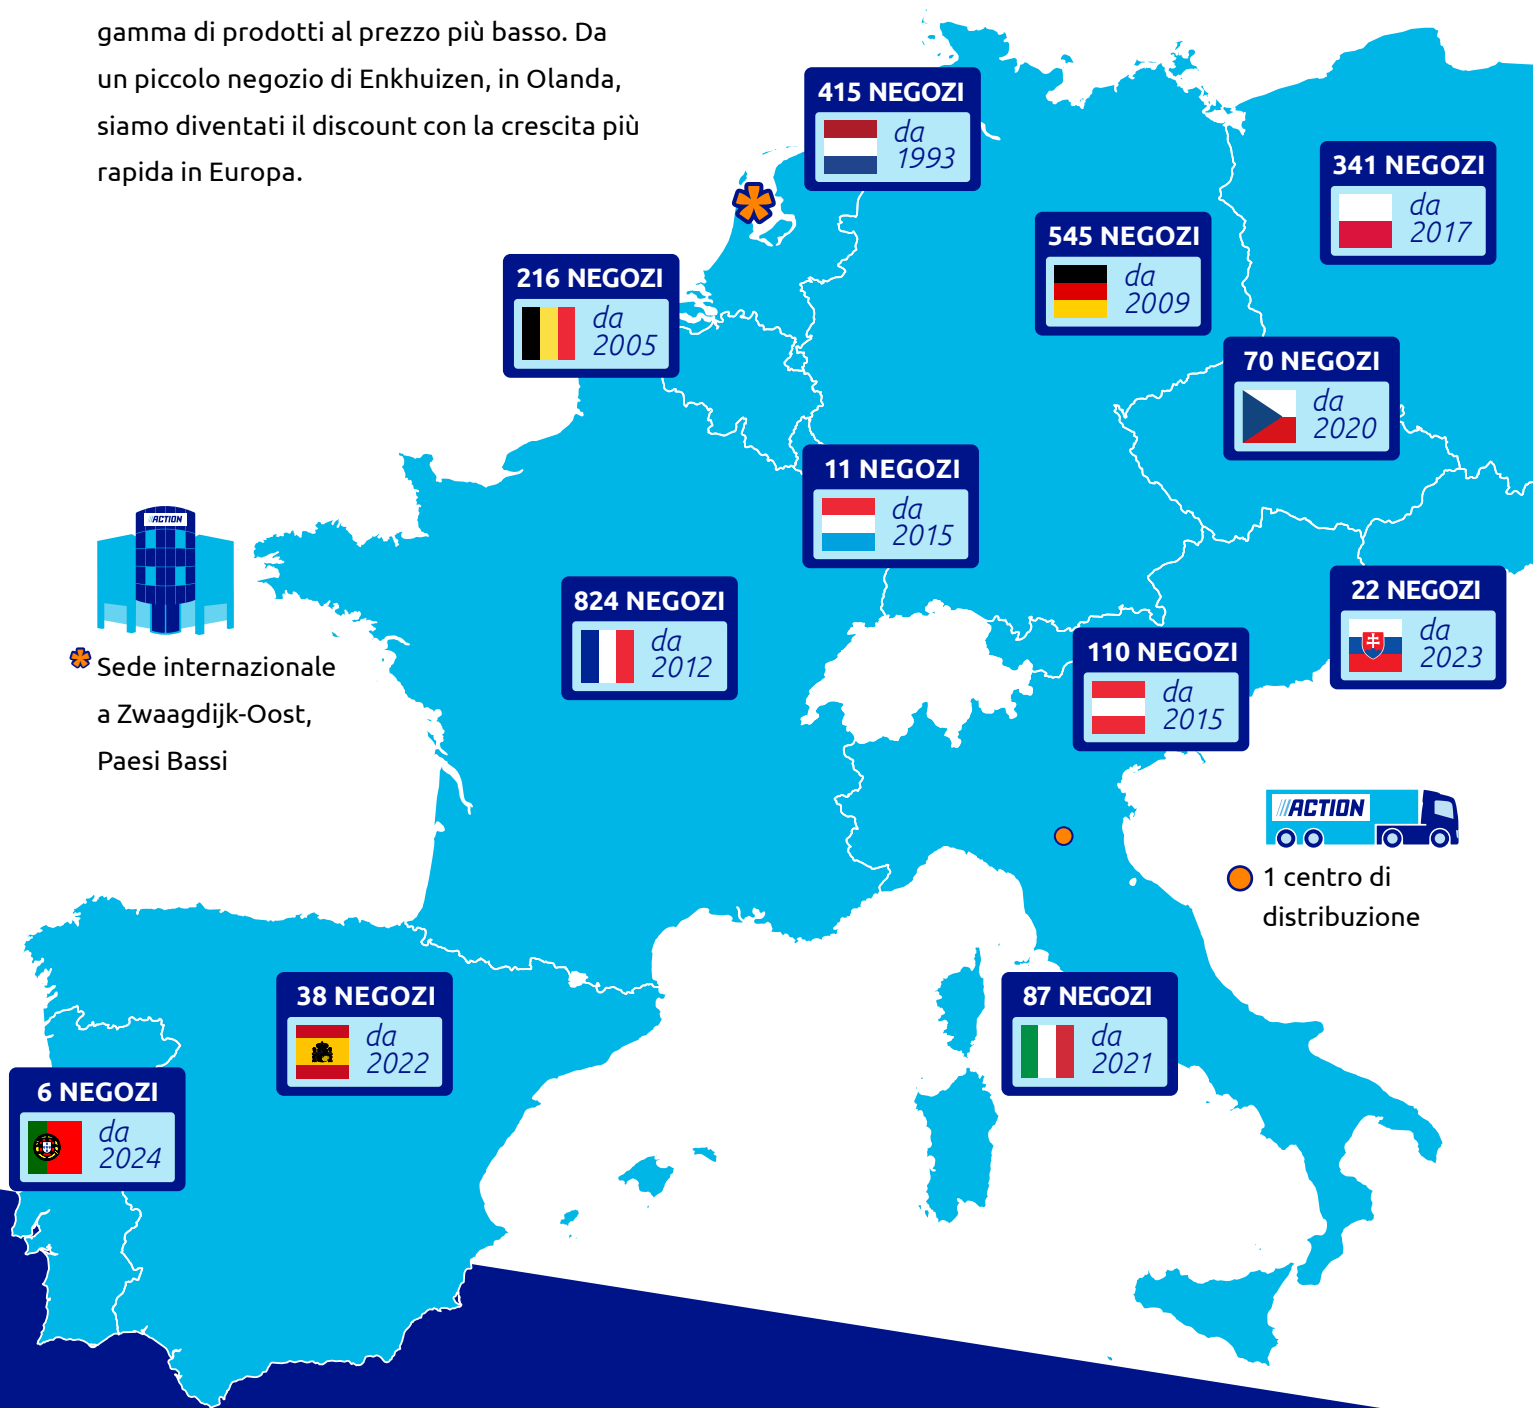 gamma di prodotti al prezzo più basso. Da
un piccolo negozio di Enkhuizen, in Olanda,
siamo diventati il discount con la crescita più
rapida in Europa.
415 NEGOZI
da
1993
341 NEGOZI
da
2017
545 NEGOZI
da
2009
216 NEGOZI
da
2005
70 NEGOZI
da
2020
11 NEGOZI
da
2015
ACTION
Sede internazionale
a Zwaagdijk-Oost,
Paesi Bassi
824 NEGOZI
da
2012
22 NEGOZI
da
2023
110 NEGOZI
da
2015
ACTION
1 centro di
distribuzione
38 NEGOZI
da
2022
87 NEGOZI
da
2021
6 NEGOZI
da
2024